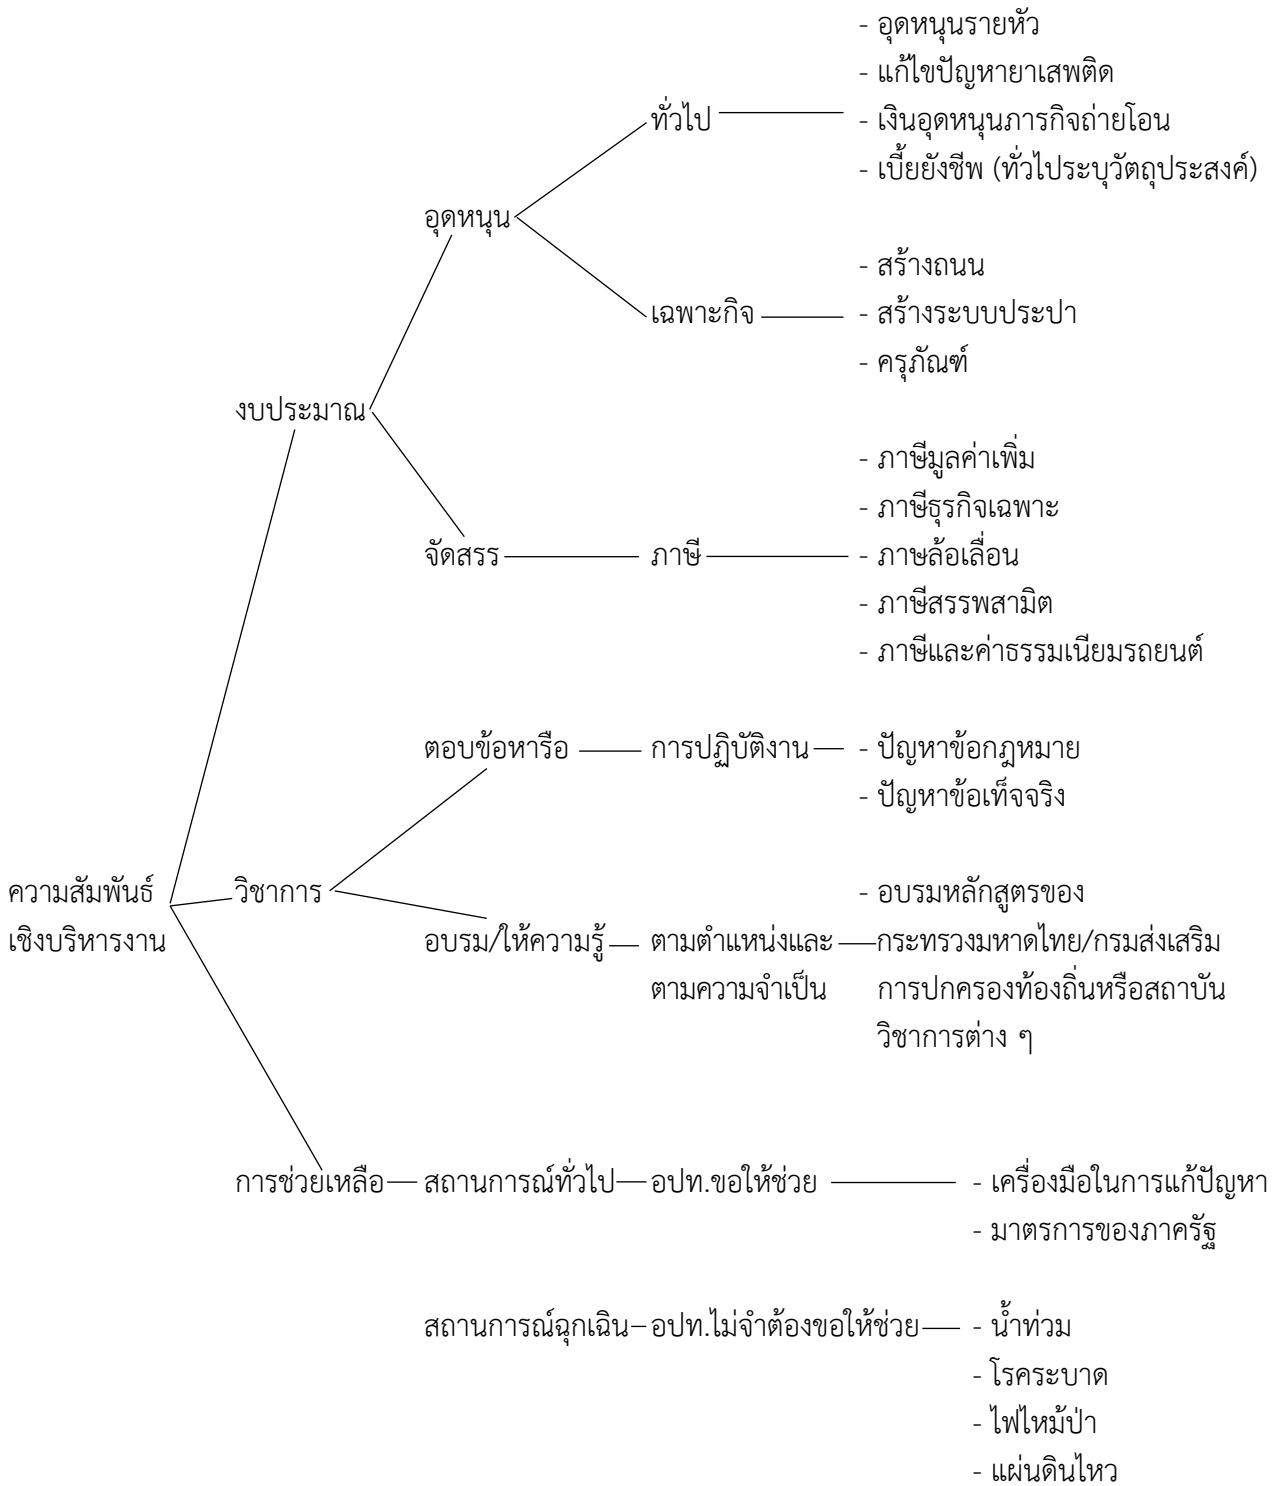 - อุดหนุนรายหัว
- แก้ไขปัญหายาเสพติด
ทั่วไป - เงินอุดหนุนภารกิจถ่ายโอน
- เบี้ยยังชีพ (ทั่วไประบุวัตถุประสงค์)
อุดหนุน
- สร้างถนน
เฉพาะกิจ - สร้างระบบประปา
- ครุภัณฑ์
งบประมาณ
- ภาษีมูลค่าเพิ่ม
- ภาษีธุรกิจเฉพาะ
จัดสรร ภาษี - ภาษล้อเลื่อน
- ภาษีสรรพสามิต
- ภาษีและค่าธรรมเนียมรถยนต์
ตอบข้อหารือ การปฏิบัติงาน - ปัญหาข้อกฎหมาย
- ปัญหาข้อเท็จจริง
ความสัมพันธ์ วิชาการ - อบรมหลักสูตรของ
เชิงบริหารงาน อบรม/ให้ความรู้ ตามตำแหน่งและ กระทรวงมหาดไทย/กรมส่งเสริม
ตามความจำเป็น การปกครองท้องถิ่นหรือสถาบัน
วิชาการต่าง ๆ
การช่วยเหลือ สถานการณ์ทั่วไป อปท.ขอให้ช่วย - เครื่องมือในการแก้ปัญหา
- มาตรการของภาครัฐ
สถานการณ์ฉุกเฉิน อปท.ไม่จำต้องขอให้ช่วย - น้ำท่วม
- โรคระบาด
- ไฟไหม้ป่า
- แผ่นดินไหว